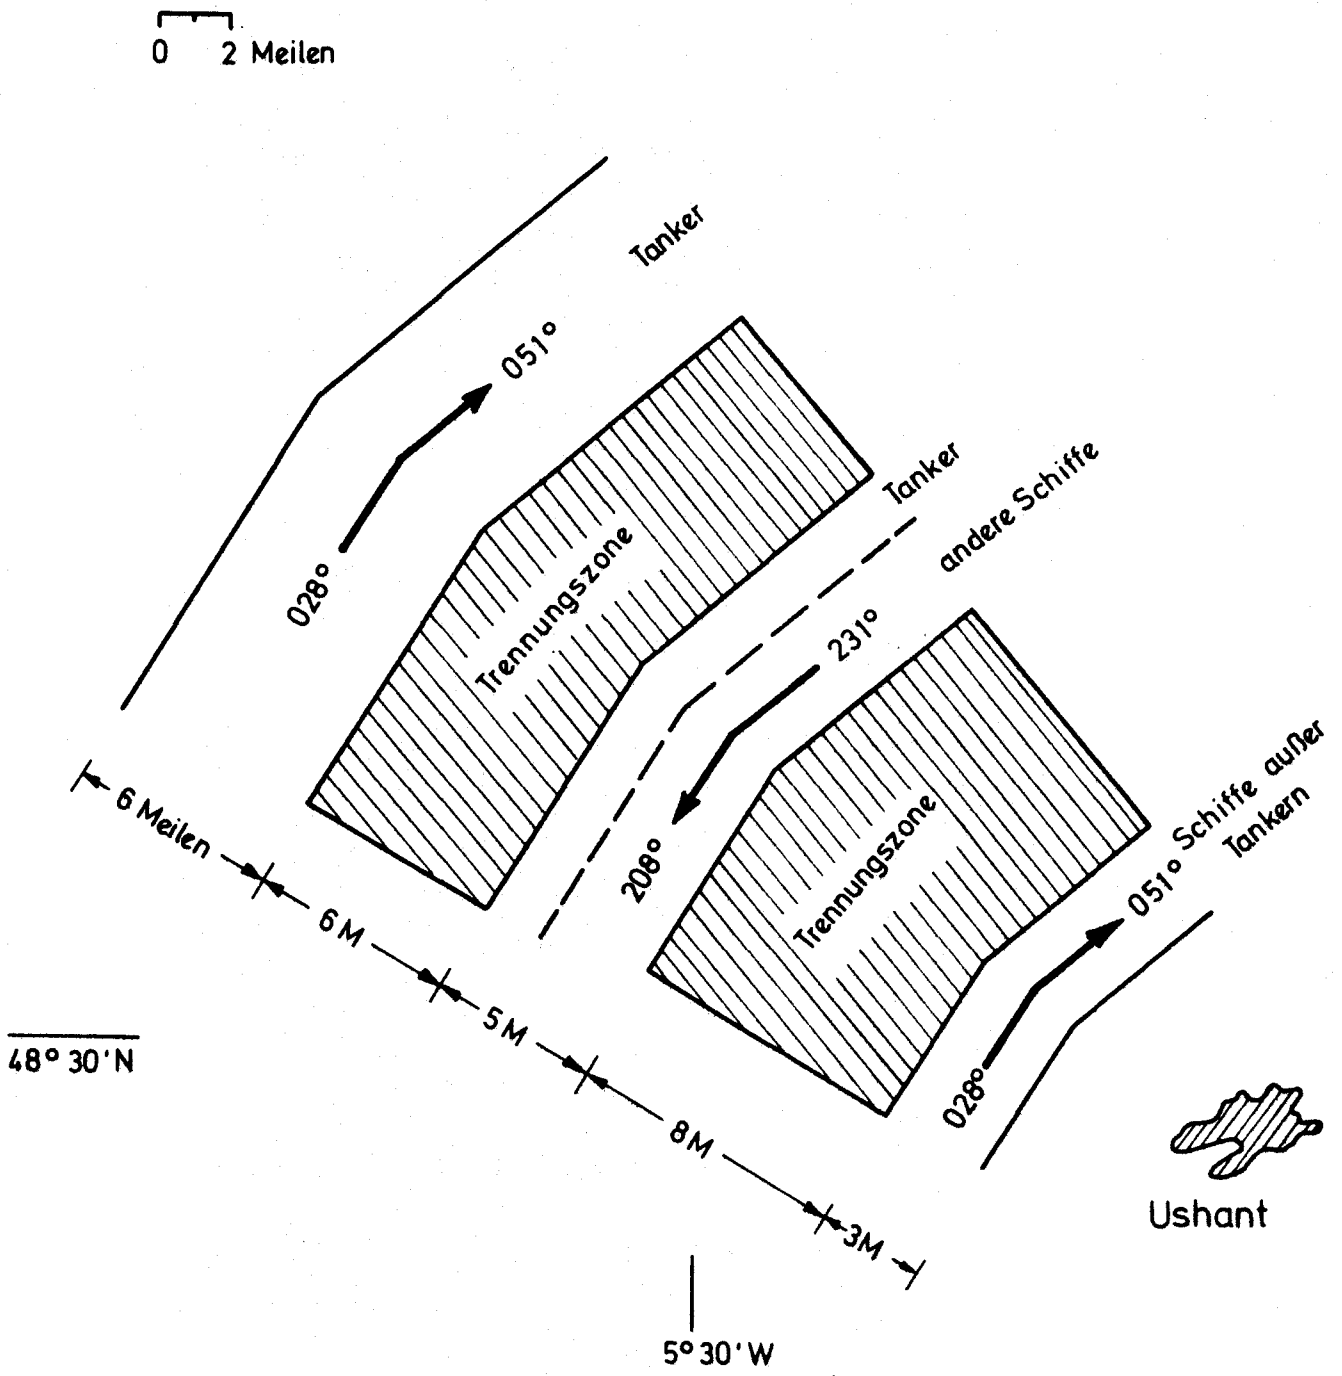 0 2 Meilen
Tanker
051°
028°
Trennungszone
Tanker
andere Schiffe
231°
208°
Trennungszone
Schiffe außer
Tankern
051°
028°
6 Meilen
6 M
5 M
8 M
3 M
48° 30' N
Ushant
5° 30' W